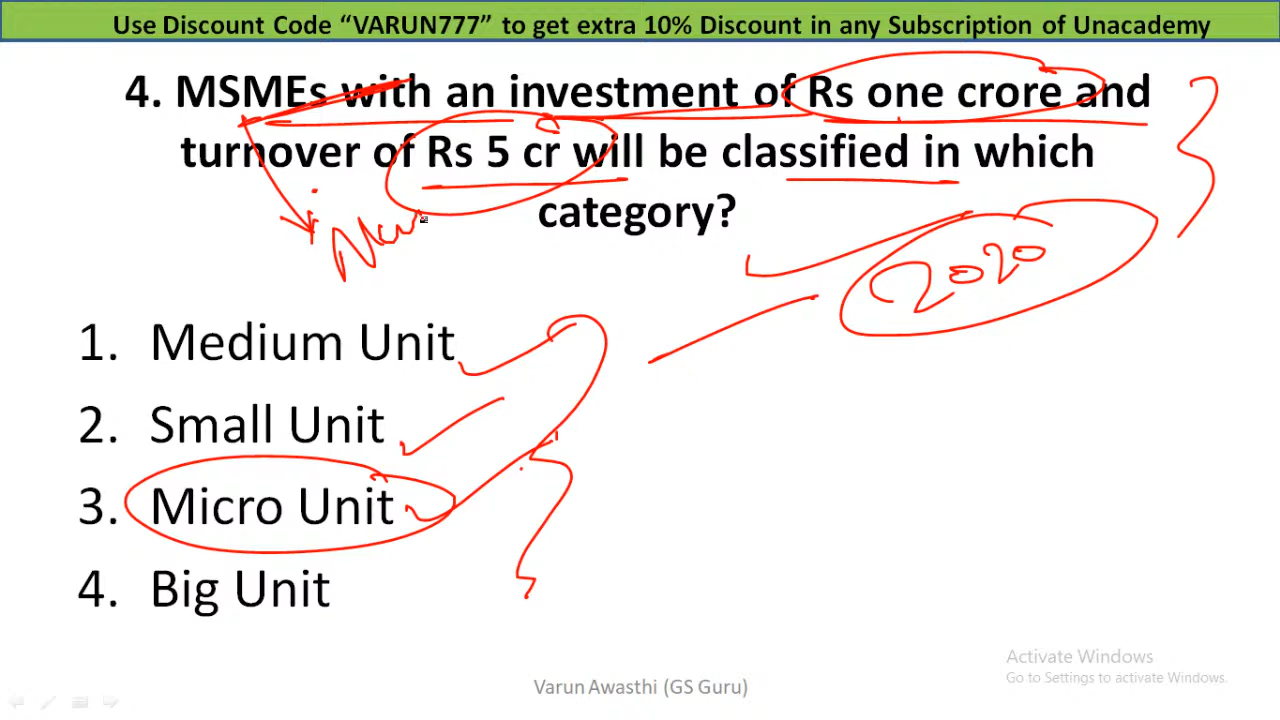 Use Discount Code “VARUN777” to get extra 10% Discount in any Subscription of Unacademy
4. MSMEs with an investment of Rs one crore and
turnover of Rs 5 cr will be classified in which
category?
2020
1. Medium Unit
2. Small Unit
3. Micro Unit
4. Big Unit
Activate Windows
Go to Settings to activate Windows.
Varun Awasthi (GS Guru)